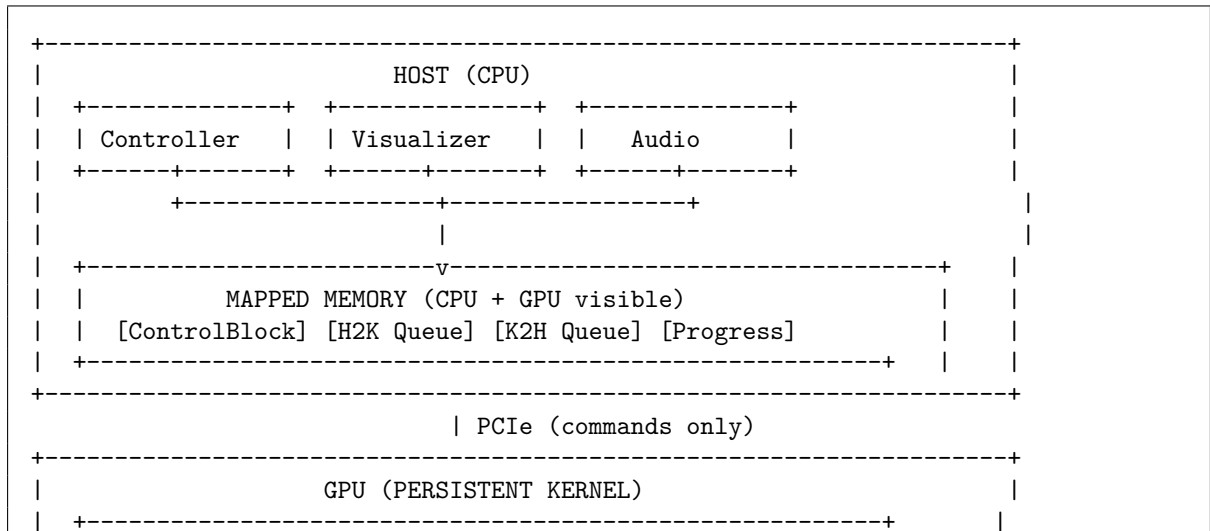 +---------------------------------------------------------------------+
|                         HOST (CPU)                                  |
|  +--------------+  +--------------+  +--------------+               |
|  | Controller   |  | Visualizer   |  |   Audio      |               |
|  +------+-------+  +------+-------+  +------+-------+               |
|         +------------------+-----------------+                       |
|                            |                                         |
|  +-------------------------v-----------------------------------+    |
|  |          MAPPED MEMORY (CPU + GPU visible)                  |    |
|  |  [ControlBlock] [H2K Queue] [K2H Queue] [Progress]          |    |
|  +---------------------------------------------------------+   |    |
+---------------------------------------------------------------------+
                              | PCIe (commands only)
+---------------------------------------------------------------------+
|                    GPU (PERSISTENT KERNEL)                          |
|  +---------------------------------------------------------+       |